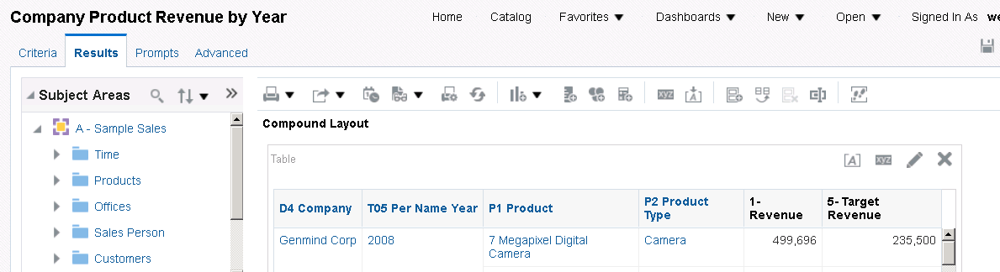 Company Product Revenue by Year
Home Catalog Favorites Dashboards New Open Signed In As we
Criteria Results Prompts Advanced
Subject Areas
A - Sample Sales
Time
Products
Offices
Sales Person
Customers
Compound Layout
Table
D4 Company T05 Per Name Year P1 Product P2 Product Type 1- Revenue 5- Target Revenue
Genmind Corp 2008 7 Megapixel Digital Camera Camera 499,696 235,500